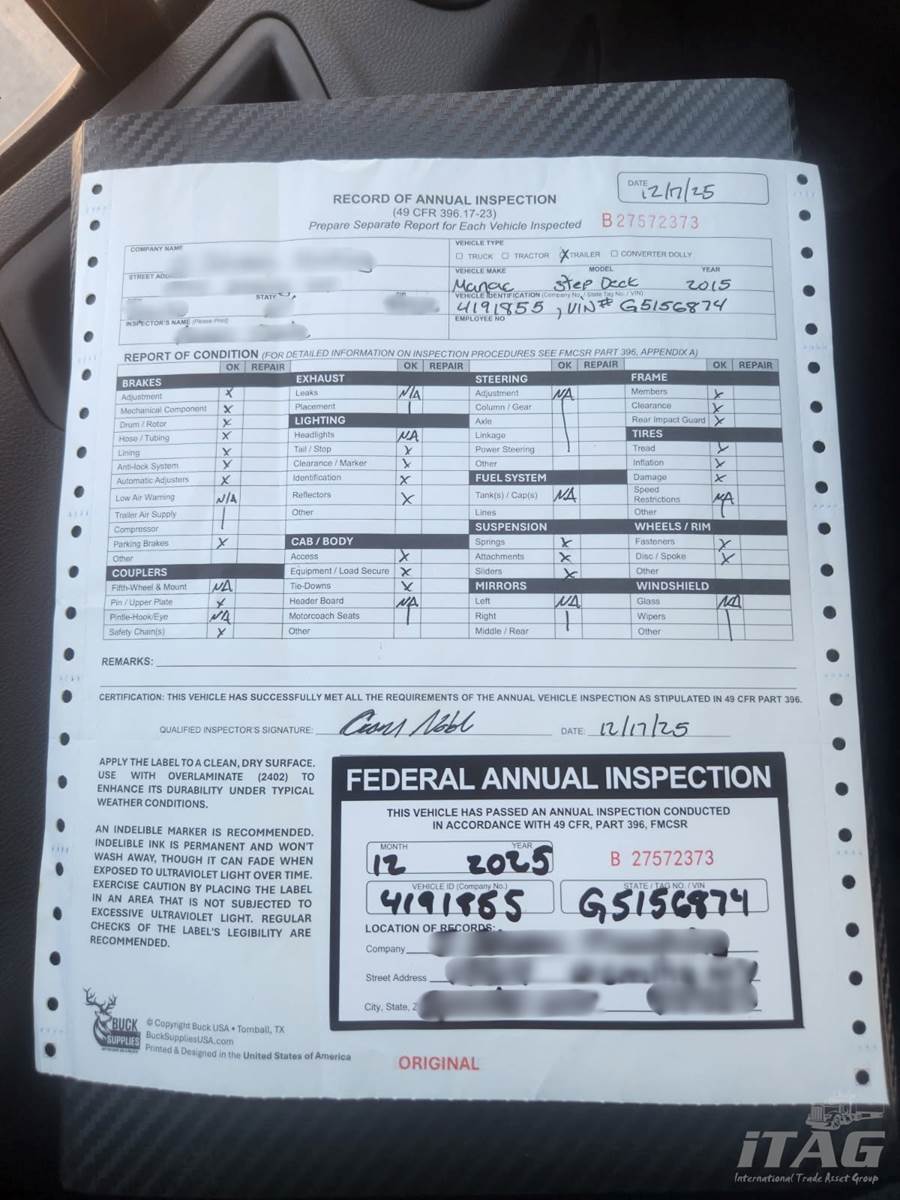 RECORD OF ANNUAL INSPECTION
(49 CFR 396.17-23)
Prepare Separate Report for Each Vehicle Inspected
DATE 12/17/25
B27572373
COMPANY NAME
STREET
STATE
INSPECTOR'S NAME (Please Print)
VEHICLE TYPE
☐ TRUCK ☐ TRACTOR X TRAILER ☐ CONVERTER DOLLY
VEHICLE MAKE MODEL YEAR
Manac Step Deck 2015
VEHICLE IDENTIFICATION (Company No. / State Tag No. / VIN)
4191855, VIN# G5156874
EMPLOYEE NO
REPORT OF CONDITION (FOR DETAILED INFORMATION ON INSPECTION PROCEDURES SEE FMCSR PART 396, APPENDIX A)
OK REPAIR
BRAKES
Adjustment X
Mechanical Component X
Drum / Rotor X
Hose / Tubing X
Lining X
Anti-lock System X
Automatic Adjusters X
Low Air Warning N/A
Trailer Air Supply
Compressor
Parking Brakes X
Other
COUPLERS
Fifth-Wheel & Mount NA
Pin / Upper Plate X
Pintle-Hook/Eye NA
Safety Chain(s) X
OK REPAIR
EXHAUST
Leaks N/A
Placement
LIGHTING
Headlights NA
Tail / Stop X
Clearance / Marker X
Identification X
Reflectors X
Other
CAB / BODY
Access X
Equipment / Load Secure X
Tie-Downs X
Header Board NA
Motorcoach Seats
Other
OK REPAIR
STEERING
Adjustment NA
Column / Gear
Axle
Linkage
Power Steering
Other
FUEL SYSTEM
Tank(s) / Cap(s) NA
Lines
SUSPENSION
Springs X
Attachments X
Sliders X
MIRRORS
Left NA
Right
Middle / Rear
OK REPAIR
FRAME
Members X
Clearance X
Rear Impact Guard X
TIRES
Tread X
Inflation X
Damage X
Speed
Restrictions NA
Other
WHEELS / RIM
Fasteners X
Disc / Spoke X
Other
WINDSHIELD
Glass NA
Wipers
Other
REMARKS:
CERTIFICATION: THIS VEHICLE HAS SUCCESSFULLY MET ALL THE REQUIREMENTS OF THE ANNUAL VEHICLE INSPECTION AS STIPULATED IN 49 CFR PART 396.
QUALIFIED INSPECTOR'S SIGNATURE:
DATE: 12/17/25
APPLY THE LABEL TO A CLEAN, DRY SURFACE.
USE WITH OVERLAMINATE (2402) TO
ENHANCE ITS DURABILITY UNDER TYPICAL
WEATHER CONDITIONS.
AN INDELIBLE MARKER IS RECOMMENDED.
INDELIBLE INK IS PERMANENT AND WON'T
WASH AWAY, THOUGH IT CAN FADE WHEN
EXPOSED TO ULTRAVIOLET LIGHT OVER TIME.
EXERCISE CAUTION BY PLACING THE LABEL
IN AN AREA THAT IS NOT SUBJECTED TO
EXCESSIVE ULTRAVIOLET LIGHT. REGULAR
CHECKS OF THE LABEL'S LEGIBILITY ARE
RECOMMENDED.
FEDERAL ANNUAL INSPECTION
THIS VEHICLE HAS PASSED AN ANNUAL INSPECTION CONDUCTED
IN ACCORDANCE WITH 49 CFR, PART 396, FMCSR
MONTH YEAR
12 2025
B 27572373
VEHICLE ID (Company No.)
4191855
STATE / TAG NO. / VIN
G5156874
LOCATION OF RECORDS:
Company
Street Address
City, State,
BUCK
SUPPLIES
© Copyright Buck USA • Tomball, TX
BuckSuppliesUSA.com
Printed & Designed in the United States of America
ORIGINAL
iTAG
International Trade Asset Group